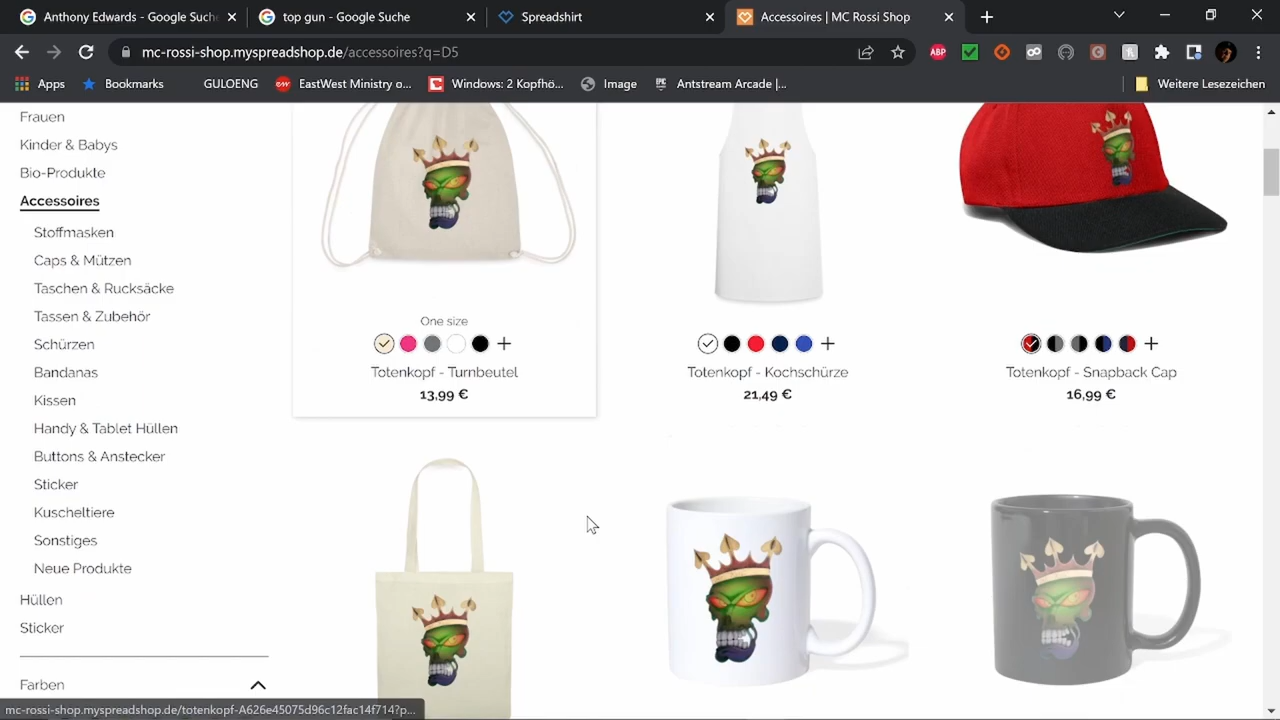 nthony Edwards - Google Suche
top gun - Google Suche
Spreadshirt
Accessoires | MC Rossi Shop
mc-rossi-shop.myspreadshop.de/accessoires?q=D5
ABP
Apps
Bookmarks
GULOENG
EastWest Ministry o...
Windows: 2 Kopfhö...
Image
Antstream Arcade |...
Weitere Lesezeichen
Frauen
Kinder & Babys
Bio-Produkte
Accessoires
Stoffmasken
Caps & Mützen
Taschen & Rucksäcke
Tassen & Zubehör
Schürzen
Bandanas
Kissen
Handy & Tablet Hüllen
Buttons & Anstecker
Sticker
Kuscheltiere
Sonstiges
Neue Produkte
Hüllen
Sticker
Farben
One size
Totenkopf - Turnbeutel
13,99 €
Totenkopf - Kochschürze
21,49 €
Totenkopf - Snapback Cap
16,99 €
mc-rossi-shop.myspreadshop.de/totenkopf-A626e45075d96c12fac14f714?p...